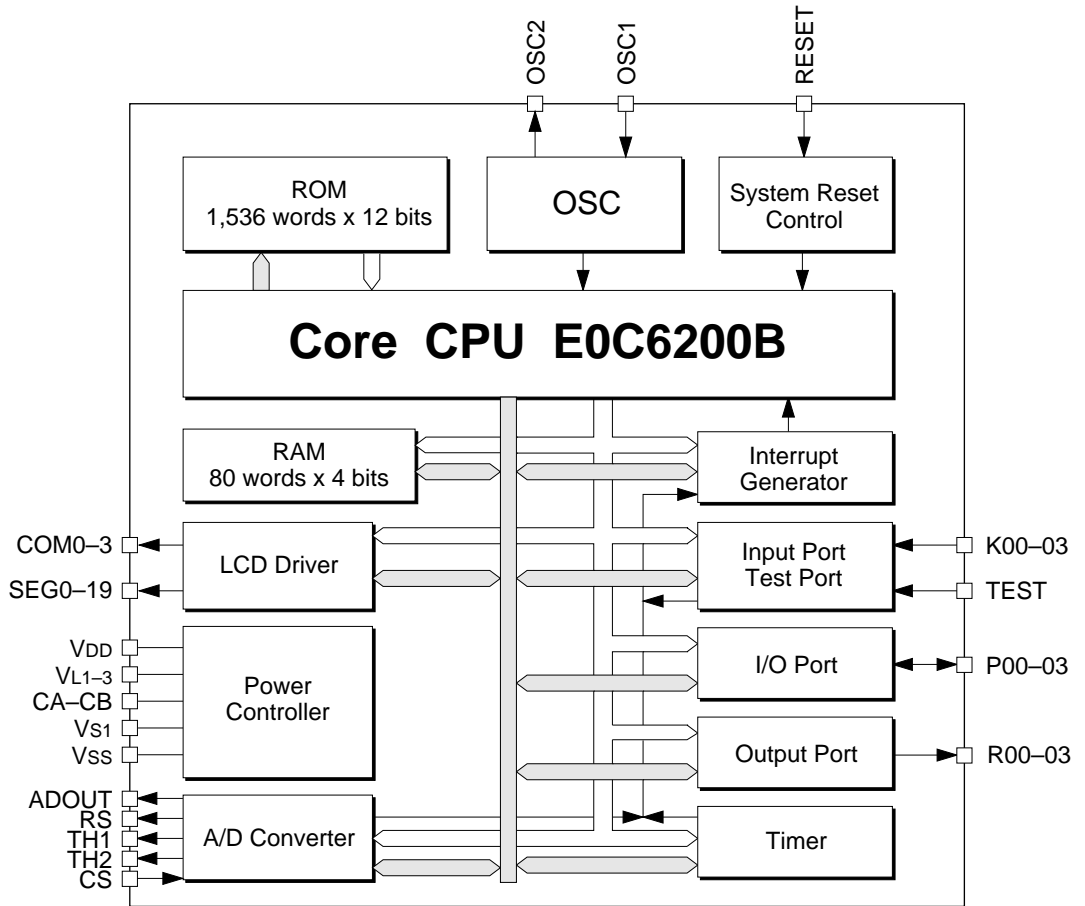 OSC2
OSC1
RESET
ROM
1,536 words x 12 bits
OSC
System Reset
Control
Core CPU E0C6200B
RAM
80 words x 4 bits
Interrupt
Generator
COM0–3
SEG0–19
LCD Driver
Input Port
Test Port
K00–03
TEST
VDD
VL1–3
CA–CB
VS1
VSS
Power
Controller
I/O Port
P00–03
Output Port
R00–03
ADOUT
RS
TH1
TH2
CS
A/D Converter
Timer